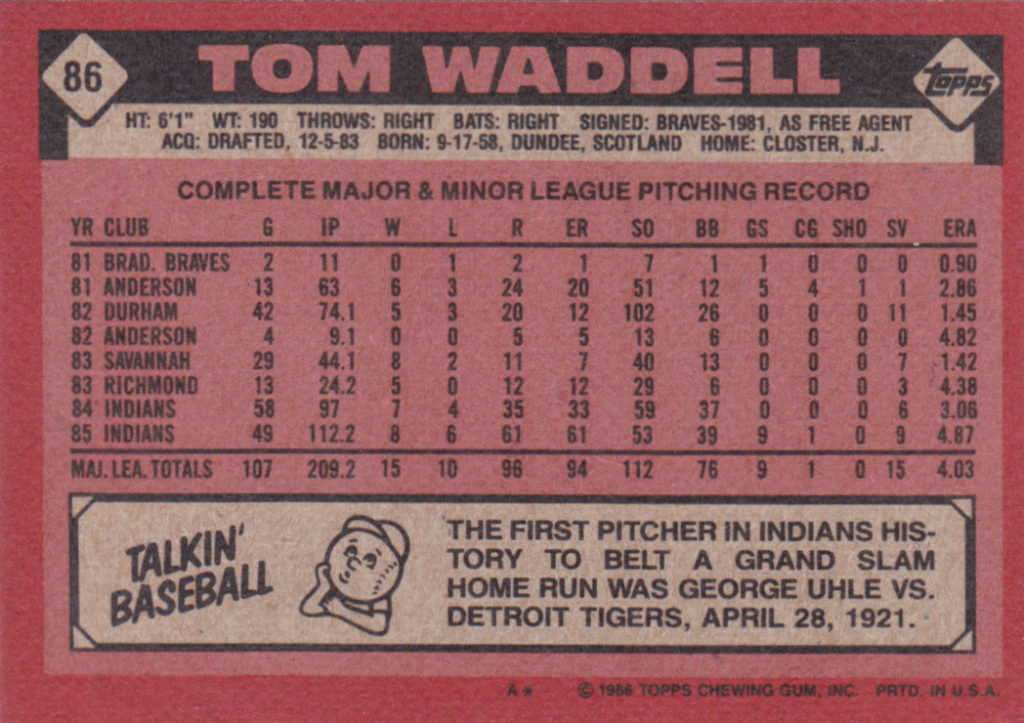 86
TOM WADDELL
TOPPS
HT: 6'1" WT: 190 THROWS: RIGHT BATS: RIGHT SIGNED: BRAVES-1981, AS FREE AGENT
ACQ: DRAFTED, 12-5-83 BORN: 9-17-58, DUNDEE, SCOTLAND HOME: CLOSTER, N.J.
COMPLETE MAJOR & MINOR LEAGUE PITCHING RECORD
YR CLUB G IP W L R ER SO BB GS CG SHO SV ERA
81 BRAD. BRAVES 2 11 0 1 2 1 7 1 1 0 0 0 0.90
81 ANDERSON 13 63 6 3 24 20 51 12 5 4 1 1 2.86
82 DURHAM 42 74.1 5 3 20 12 102 26 0 0 0 11 1.45
82 ANDERSON 4 9.1 0 0 5 5 13 6 0 0 0 0 4.82
83 SAVANNAH 29 44.1 8 2 11 7 40 13 0 0 0 7 1.42
83 RICHMOND 13 24.2 5 0 12 12 29 6 0 0 0 3 4.38
84 INDIANS 58 97 7 4 35 33 59 37 0 0 0 6 3.06
85 INDIANS 49 112.2 8 6 61 61 53 39 9 1 0 9 4.87
MAJ. LEA. TOTALS 107 209.2 15 10 96 94 112 76 9 1 0 15 4.03
TALKIN'
BASEBALL
THE FIRST PITCHER IN INDIANS HIS-
TORY TO BELT A GRAND SLAM
HOME RUN WAS GEORGE UHLE VS.
DETROIT TIGERS, APRIL 28, 1921.
A* © 1986 TOPPS CHEWING GUM, INC. PRTD. IN U.S.A.